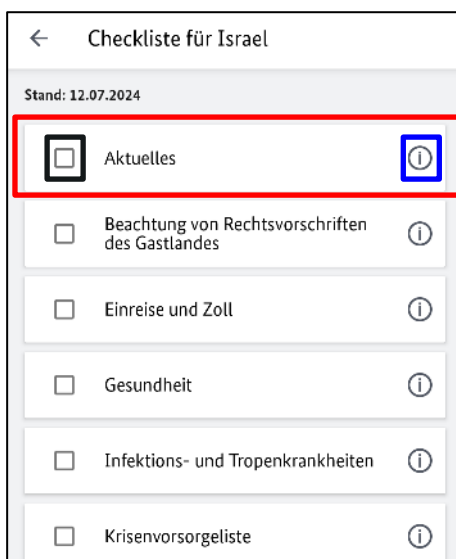 Checkliste für Israel
Stand: 12.07.2024
Aktuelles
Beachtung von Rechtsvorschriften
des Gastlandes
Einreise und Zoll
Gesundheit
Infektions- und Tropenkrankheiten
Krisenvorsorgeliste